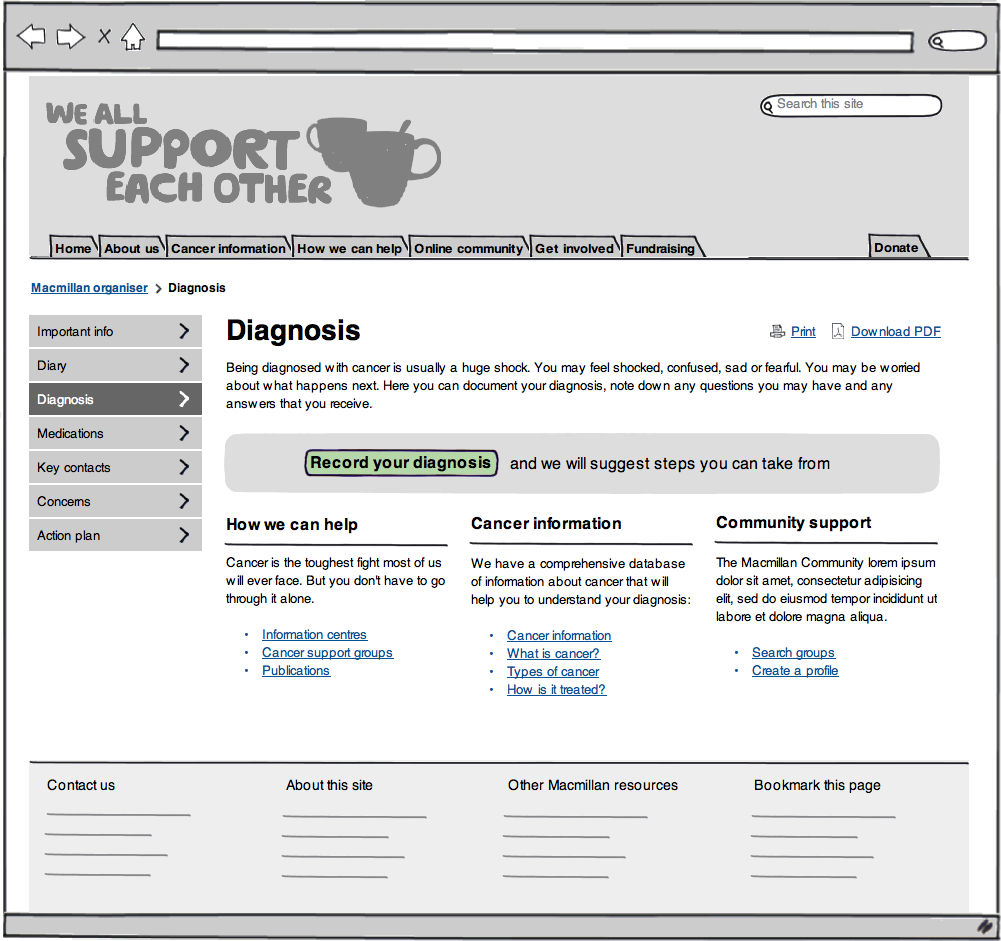 WE ALL
SUPPORT
EACH OTHER
Search this site
Home About us Cancer information How we can help Online community Get involved Fundraising Donate
Macmillan organiser > Diagnosis
Important info
Diary
Diagnosis
Medications
Key contacts
Concerns
Action plan
Diagnosis
Print Download PDF
Being diagnosed with cancer is usually a huge shock. You may feel shocked, confused, sad or fearful. You may be worried
about what happens next. Here you can document your diagnosis, note down any questions you may have and any
answers that you receive.
Record your diagnosis and we will suggest steps you can take from
How we can help
Cancer is the toughest fight most of us
will ever face. But you don't have to go
through it alone.
• Information centres
• Cancer support groups
• Publications
Cancer information
We have a comprehensive database
of information about cancer that will
help you to understand your diagnosis:
• Cancer information
• What is cancer?
• Types of cancer
• How is it treated?
Community support
The Macmillan Community lorem ipsum
dolor sit amet, consectetur adipisicing
elit, sed do eiusmod tempor incididunt ut
labore et dolore magna aliqua.
• Search groups
• Create a profile
Contact us
About this site
Other Macmillan resources
Bookmark this page